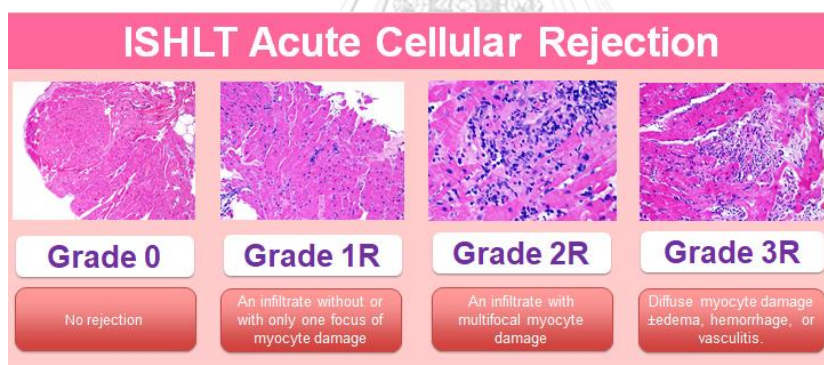 ISHLT Acute Cellular Rejection
Grade 0
Grade 1R
Grade 2R
Grade 3R
No rejection
An infiltrate without or
with only one focus of
myocyte damage
An infiltrate with
multifocal myocyte
damage
Diffuse myocyte damage
±edema, hemorrhage, or
vasculitis.